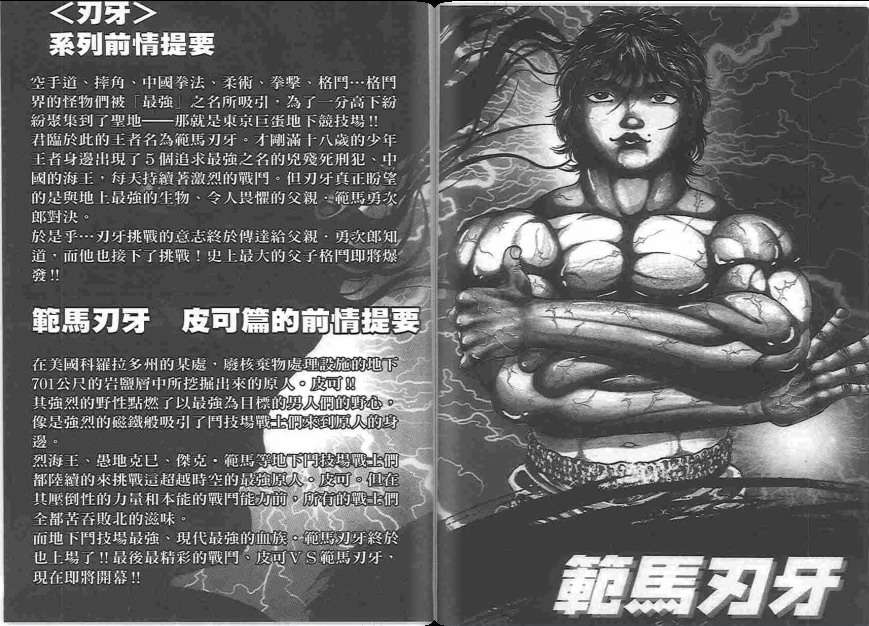 ＜刃牙＞
系列前情提要
空手道、摔角、中國拳法、柔術、拳擊、格鬥…格鬥
界的怪物們被「最強」之名所吸引，為了一分高下紛
紛聚集到了聖地——那就是東京巨蛋地下競技場!!
君臨於此的王者名為範馬刃牙。才剛滿十八歲的少年
王者身邊出現了５個追求最強之名的兇殘死刑犯、中
國的海王，每天持續著激烈的戰鬥。但刃牙真正盼望
的是與地上最強的生物、令人畏懼的父親．範馬勇次
郎對決。
於是乎…刃牙挑戰的意志終於傳達給父親．勇次郎知
道，而他也接下了挑戰！史上最大的父子格鬥即將爆
發!!
範馬刃牙　皮可篇的前情提要
在美國科羅拉多州的某處，廢核棄物處理設施的地下
701公尺的岩鹽層中所挖掘出來的原人．皮可!!
其強烈的野性點燃了以最強為目標的男人們的野心，
像是強烈的磁鐵般吸引了鬥技場戰士們來到原人的身
邊。
烈海王、愚地克巳、傑克．範馬等地下鬥技場戰士們
都陸續的來挑戰這超越時空的最強原人．皮可。但在
其壓倒性的力量和本能的戰鬥能力前，所有的戰士們
全都苦吞敗北的滋味。
而地下鬥技場最強、現代最強的血族．範馬刃牙終於
也上場了!!最後最精彩的戰鬥、皮可ＶＳ範馬刃牙，
現在即將開幕!!
範馬刃牙